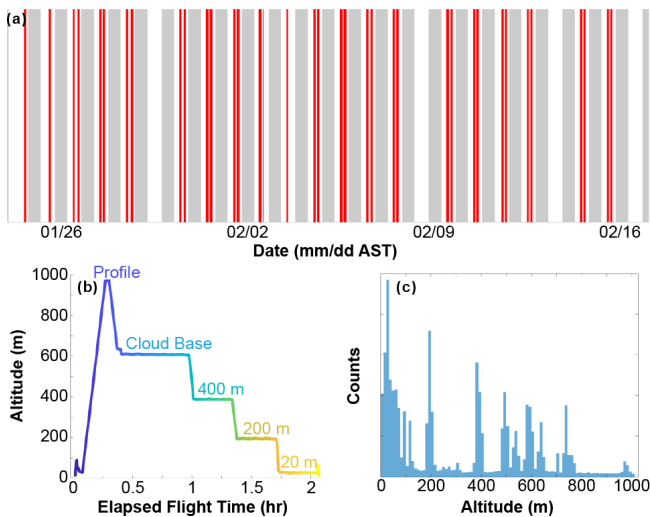 (a)
01/26 02/02 02/09 02/16
Date (mm/dd AST)
(b)
Profile
Cloud Base
400 m
200 m
20 m
1000
800
600
400
200
0
Altitude (m)
0 0.5 1 1.5 2
Elapsed Flight Time (hr)
(c)
Counts
0 200 400 600 800 1000
Altitude (m)